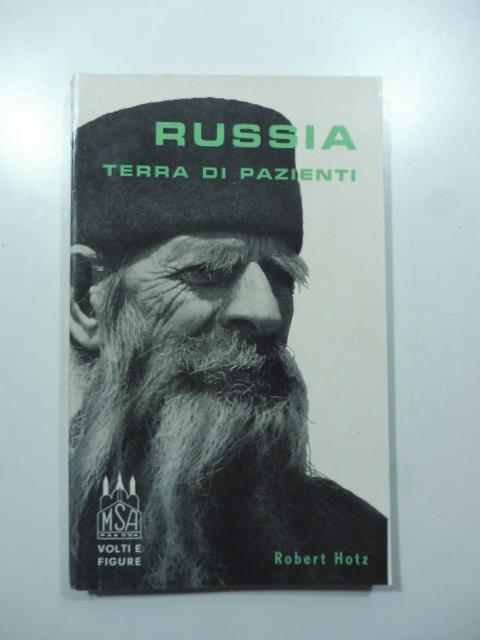 RUSSIA
TERRA DI PAZIENTI
MSA
PADOVA
VOLTI E
FIGURE
Robert Hotz